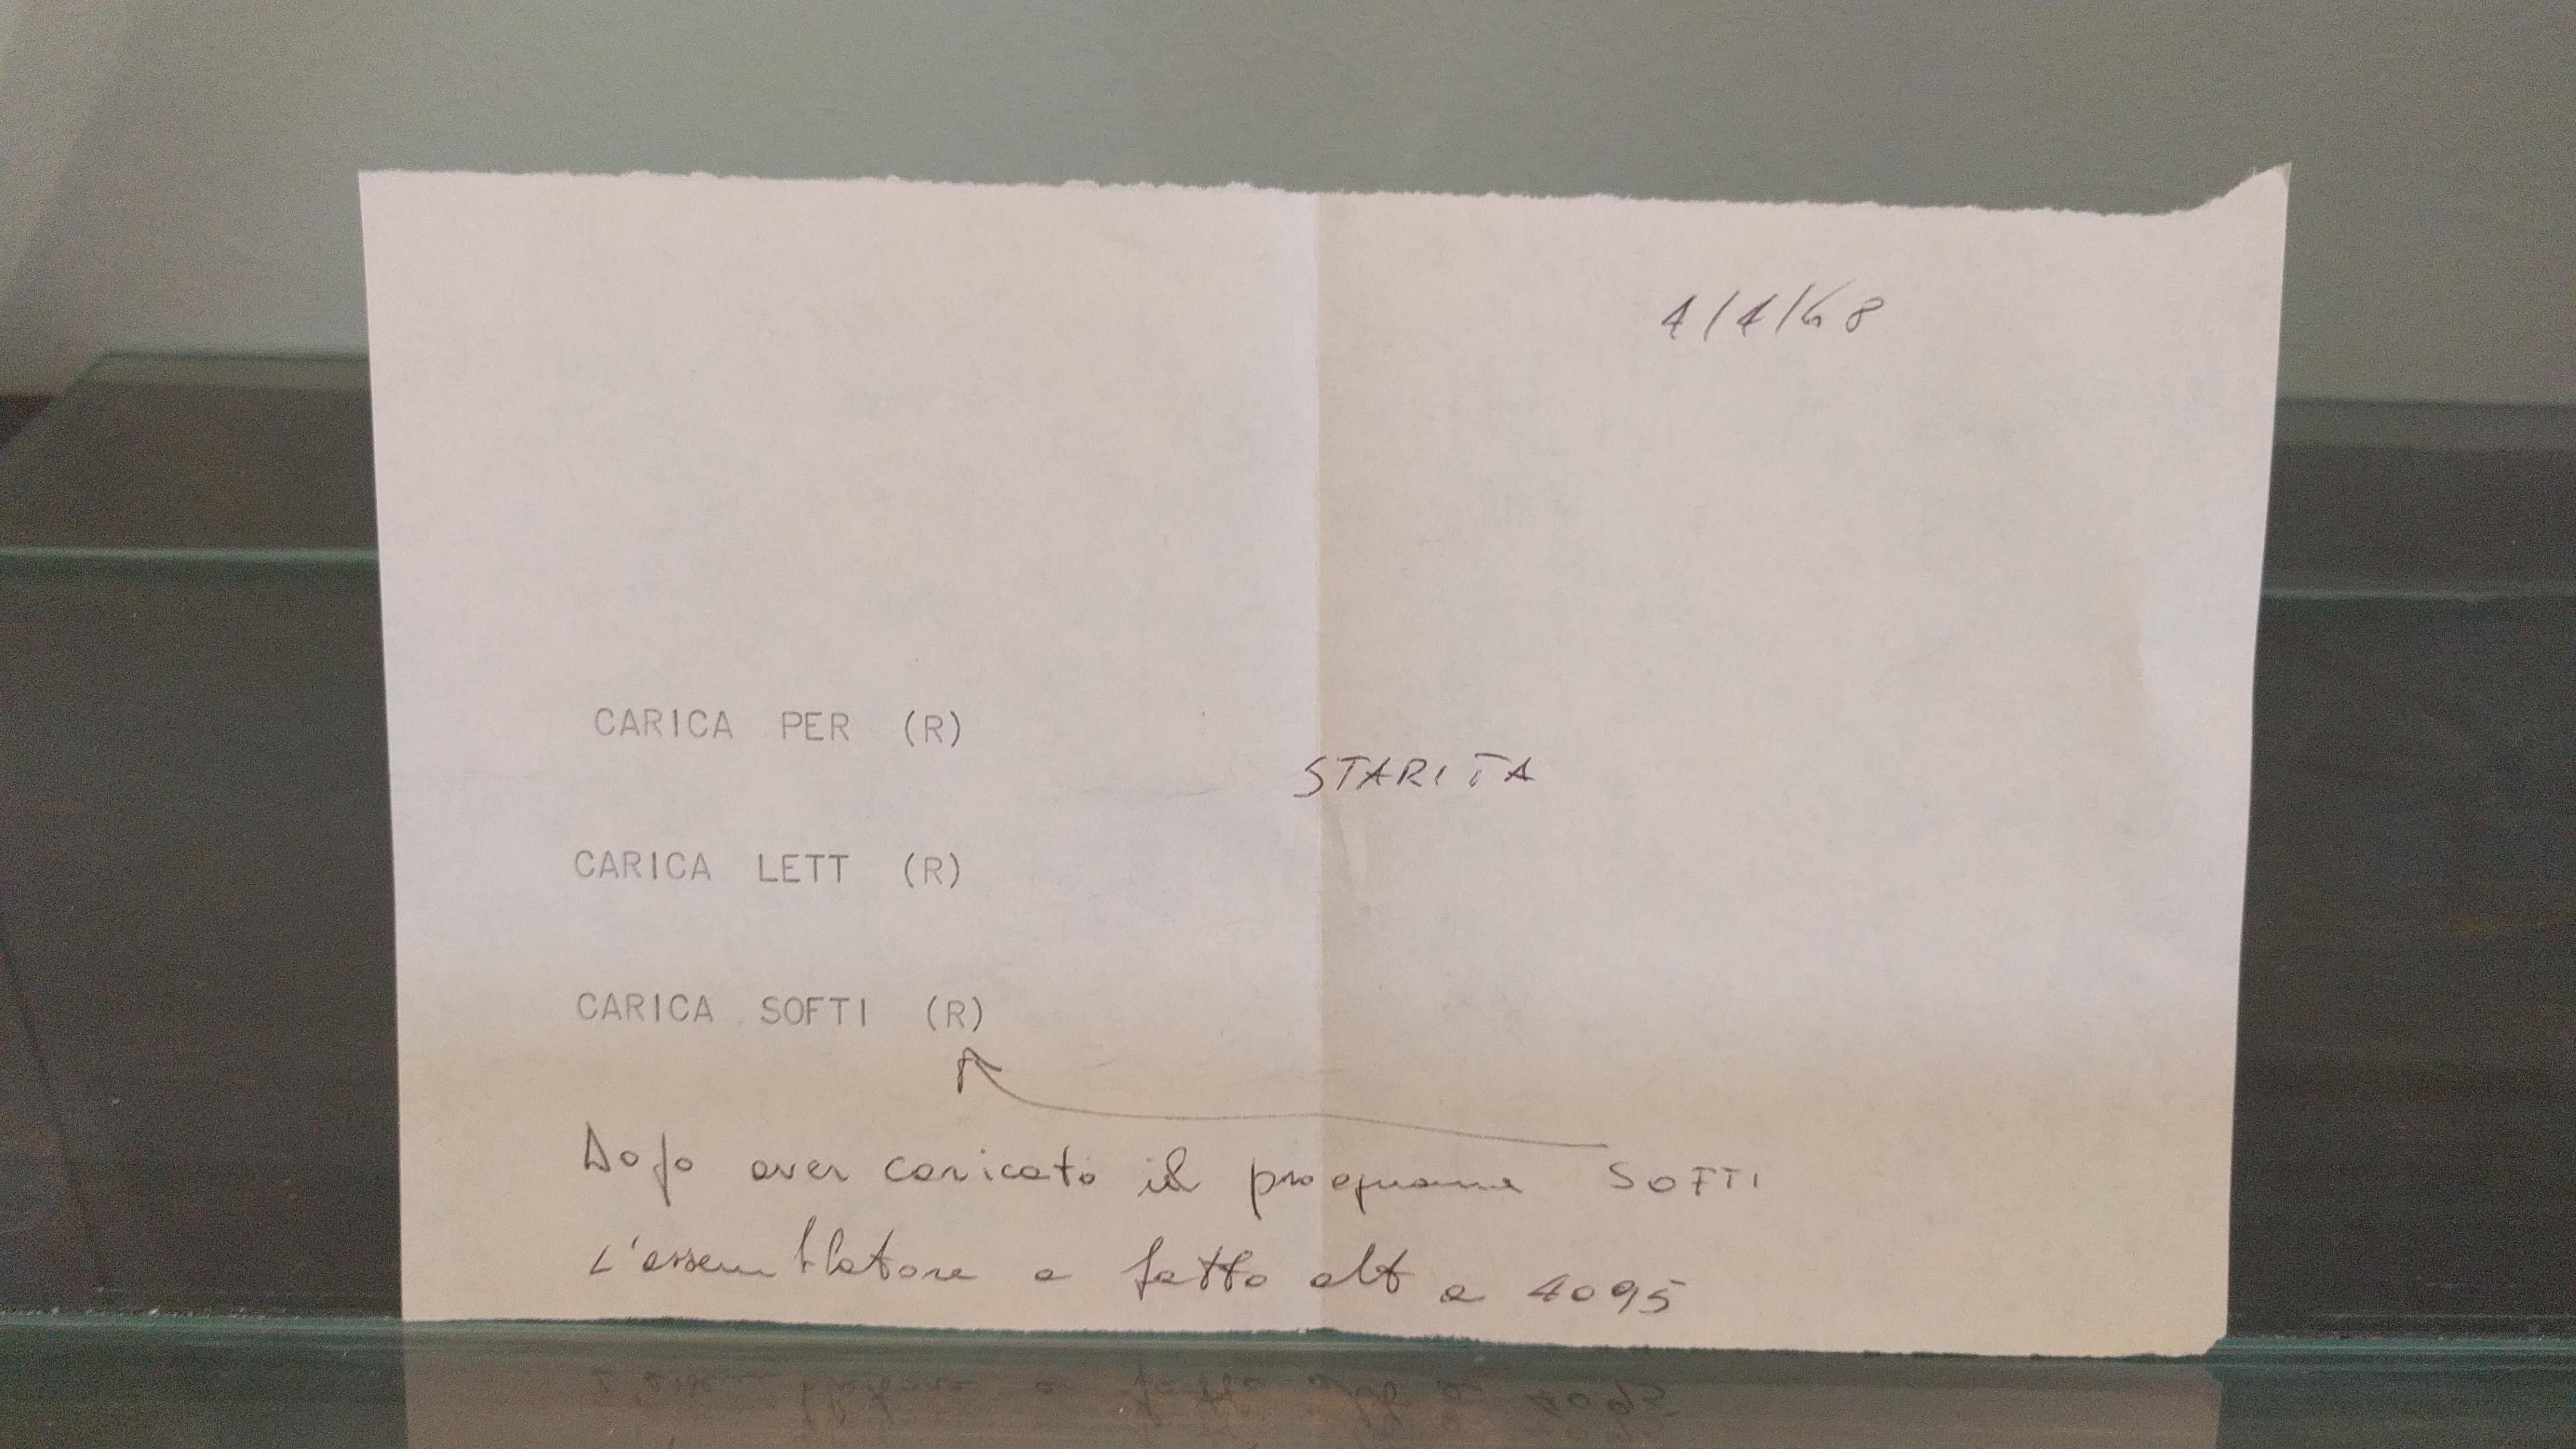 4/4/68
CARICA PER (R)
STARITA
CARICA LETT (R)
CARICA SOFTI (R)
Dopo aver caricato il programma SOFTI
L'assemblatore a fatto alt a 4095